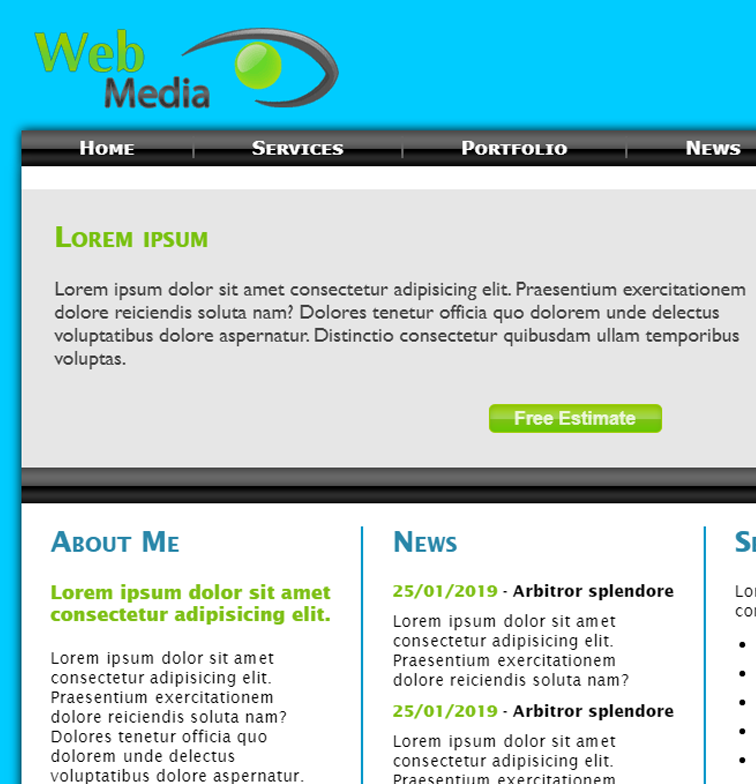 Web
Media
Home | Services | Portfolio | News
Lorem ipsum
Lorem ipsum dolor sit amet consectetur adipisicing elit. Praesentium exercitationem
dolore reiciendis soluta nam? Dolores tenetur officia quo dolorem unde delectus
voluptatibus dolore aspernatur. Distinctio consectetur quibusdam ullam temporibus
voluptas.
Free Estimate
About Me
Lorem ipsum dolor sit amet
consectetur adipisicing elit.
Lorem ipsum dolor sit amet
consectetur adipisicing elit.
Praesentium exercitationem
dolore reiciendis soluta nam?
Dolores tenetur officia quo
dolorem unde delectus
voluptatibus dolore aspernatur.
News
25/01/2019 - Arbitror splendore
Lorem ipsum dolor sit amet
consectetur adipisicing elit.
Praesentium exercitationem
dolore reiciendis soluta nam?
25/01/2019 - Arbitror splendore
Lorem ipsum dolor sit amet
consectetur adipisicing elit.
Praesentium exercitationem